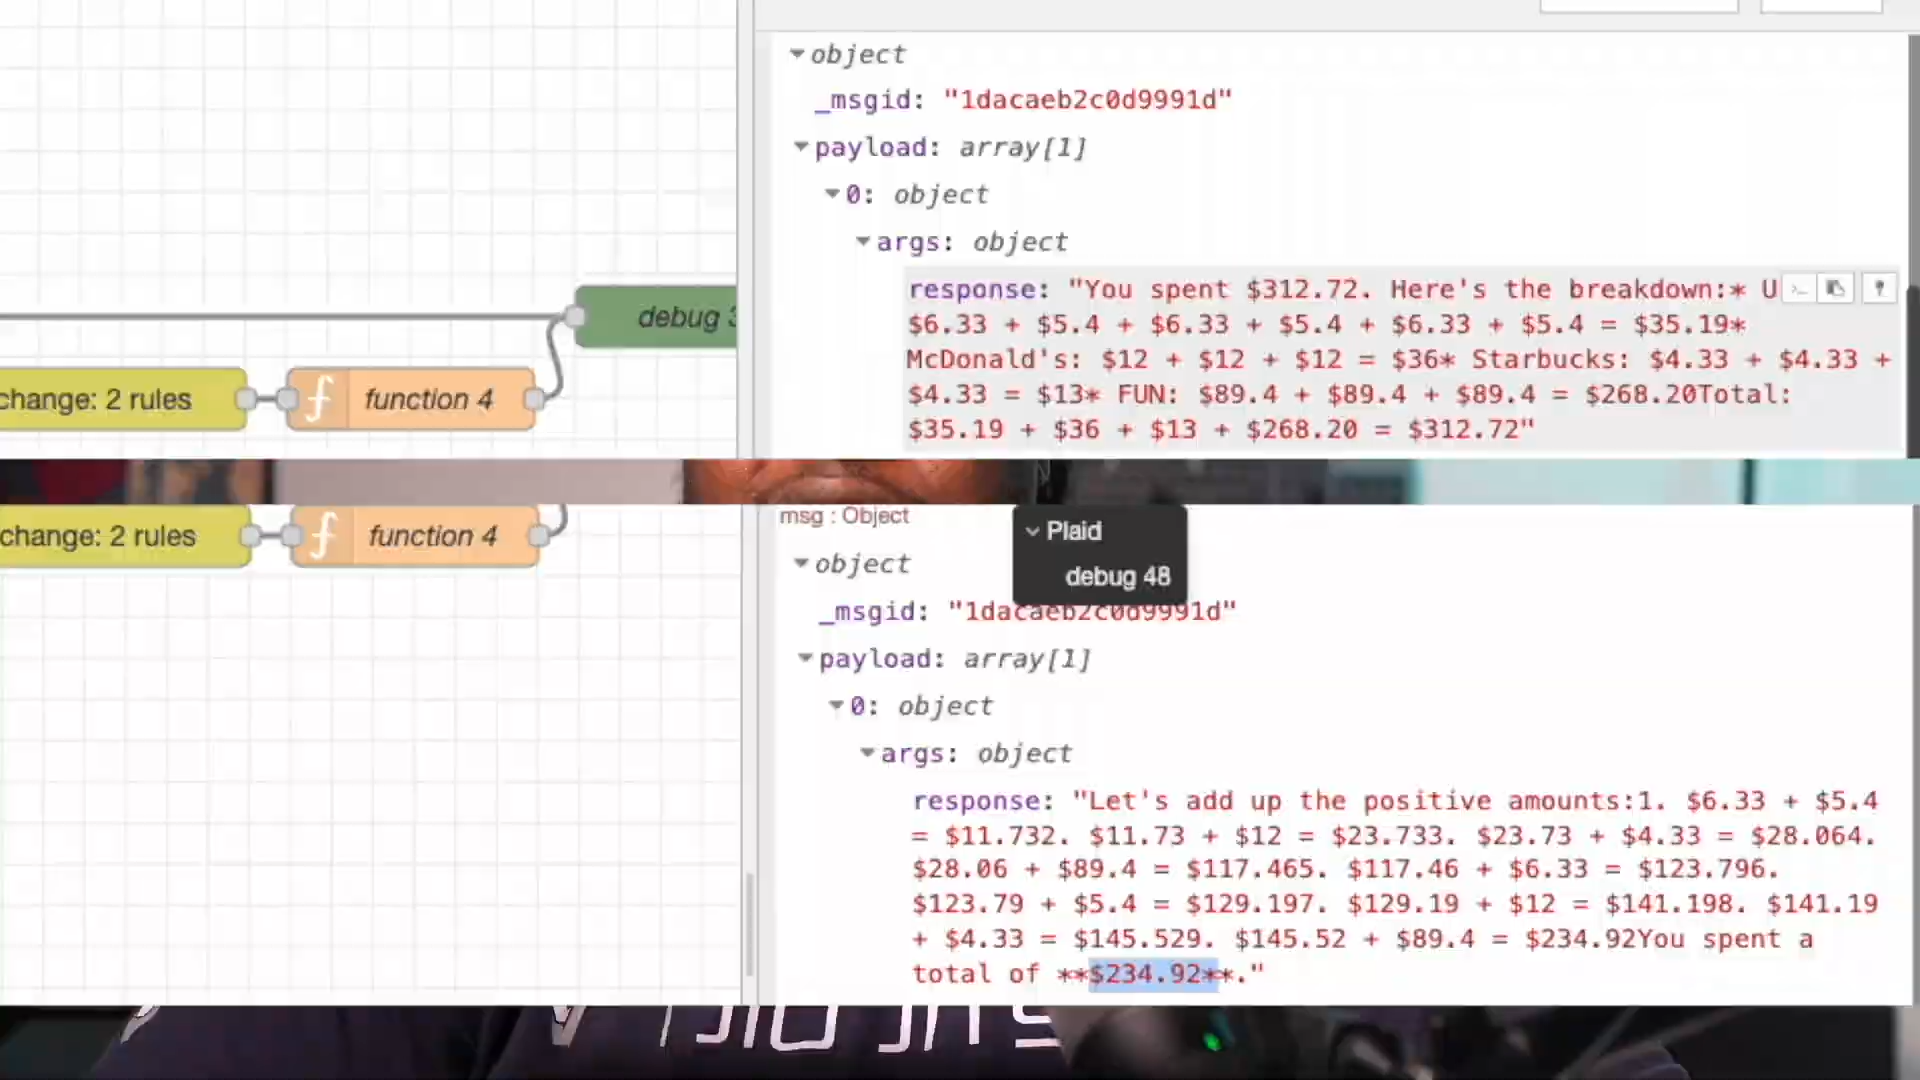 object
_msgid: "1dacaeb2c0d9991d"
payload: array[1]
0: object
args: object
response: "You spent $312.72. Here's the breakdown:* U
$6.33 + $5.4 + $6.33 + $5.4 + $6.33 + $5.4 = $35.19*
McDonald's: $12 + $12 + $12 = $36* Starbucks: $4.33 + $4.33 +
$4.33 = $13* FUN: $89.4 + $89.4 + $89.4 = $268.20Total:
$35.19 + $36 + $13 + $268.20 = $312.72"
debug 3
change: 2 rules
function 4
change: 2 rules
function 4
msg : Object
Plaid
debug 48
object
_msgid: "1dacaeb2c0d9991d"
payload: array[1]
0: object
args: object
response: "Let's add up the positive amounts:1. $6.33 + $5.4
= $11.732. $11.73 + $12 = $23.733. $23.73 + $4.33 = $28.064.
$28.06 + $89.4 = $117.465. $117.46 + $6.33 = $123.796.
$123.79 + $5.4 = $129.197. $129.19 + $12 = $141.198. $141.19
+ $4.33 = $145.529. $145.52 + $89.4 = $234.92You spent a
total of **$234.92**."